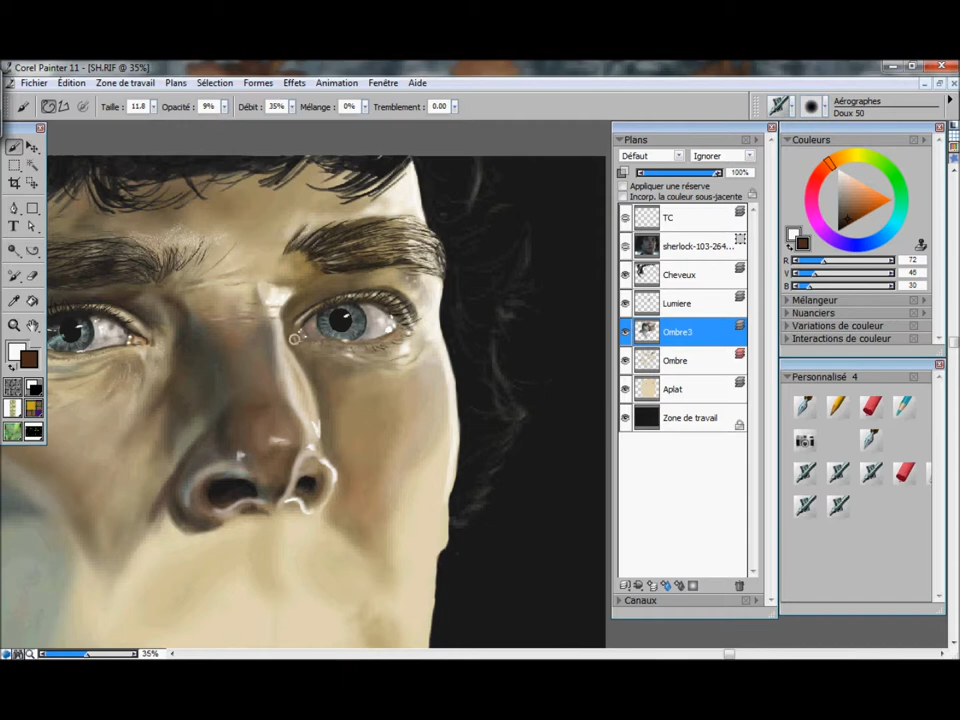 Corel Painter 11 - [SH.RIF @ 35%]
Fichier Édition Zone de travail Plans Sélection Formes Effets Animation Fenêtre Aide
Taille : 11.8 Opacité : 9% Débit : 35% Mélange : 0% Tremblement : 0.00
Aérographes
Doux 50
Plans
Défaut Ignorer
100%
Appliquer une réserve
Incorp. la couleur sous-jacente
TC
sherlock-103-264...
Cheveux
Lumiere
Ombre3
Ombre
Aplat
Zone de travail
Canaux
Couleurs
R 72
V 46
B 30
Mélangeur
Nuanciers
Variations de couleur
Interactions de couleur
Personnalisé 4
T
35%